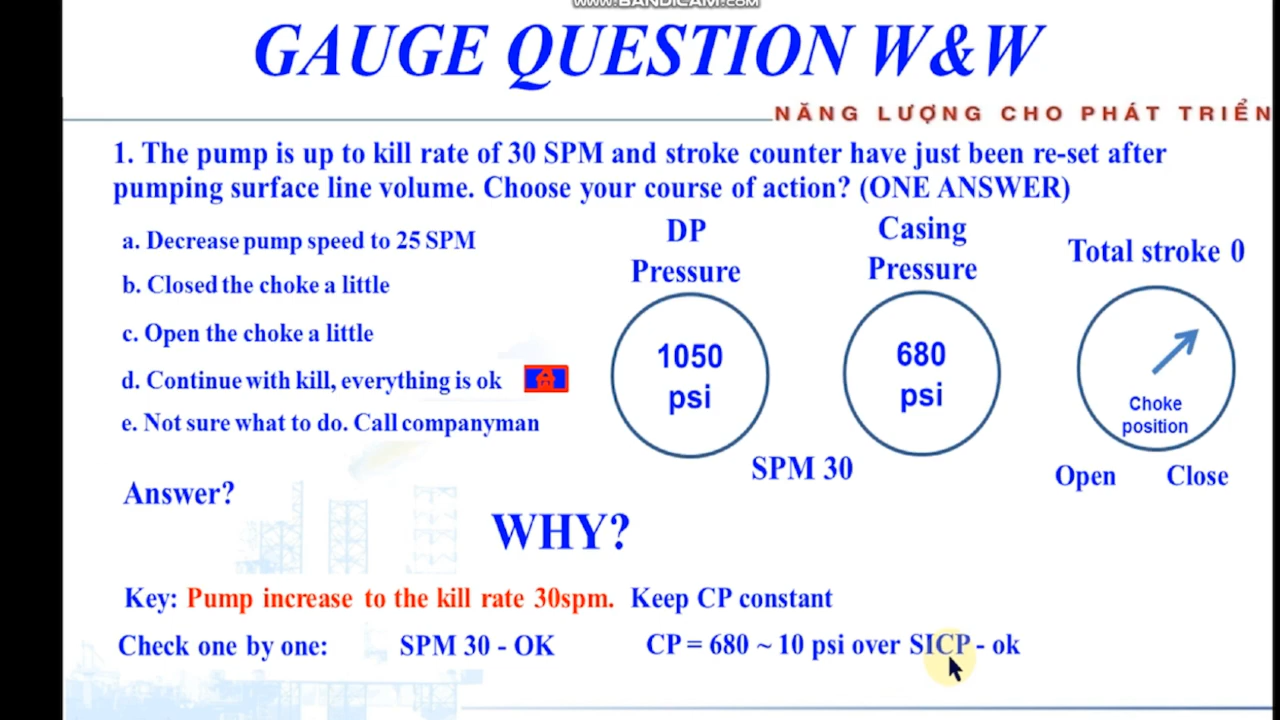 www.BANDICAM.com
GAUGE QUESTION W&W
NĂNG LƯỢNG CHO PHÁT TRIỂN
1. The pump is up to kill rate of 30 SPM and stroke counter have just been re-set after
pumping surface line volume. Choose your course of action? (ONE ANSWER)
a. Decrease pump speed to 25 SPM
b. Closed the choke a little
c. Open the choke a little
d. Continue with kill, everything is ok
e. Not sure what to do. Call companyman
DP
Pressure
1050
psi
Casing
Pressure
680
psi
SPM 30
Total stroke 0
Choke
position
Open Close
Answer?
WHY?
Key: Pump increase to the kill rate 30spm. Keep CP constant
Check one by one: SPM 30 - OK CP = 680 ~ 10 psi over SICP - ok